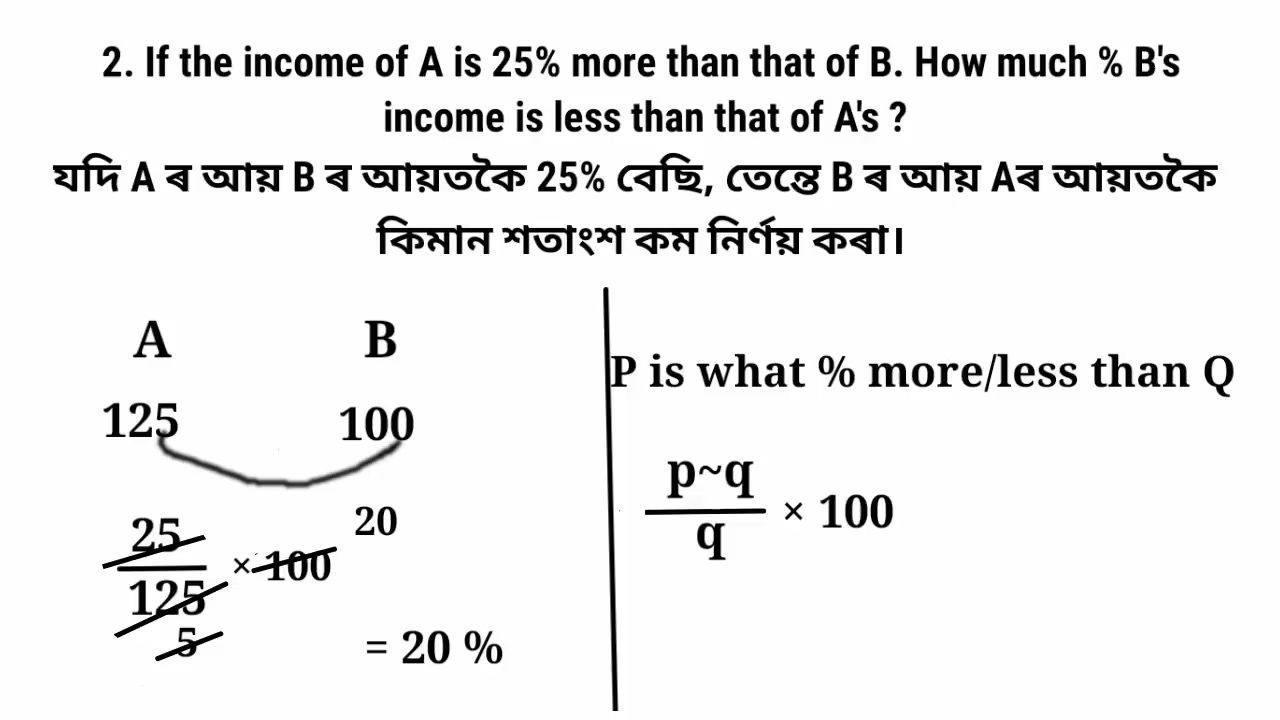 2. If the income of A is 25% more than that of B. How much % B's
income is less than that of A's ?
যদি A ৰ আয় B ৰ আয়তকৈ 25% বেছি, তেন্তে B ৰ আয় Aৰ আয়তকৈ
কিমান শতাংশ কম নিৰ্ণয় কৰা।
A B
125 100
25
20
× 100
125
5
= 20 %
P is what % more/less than Q
p~q
× 100
q